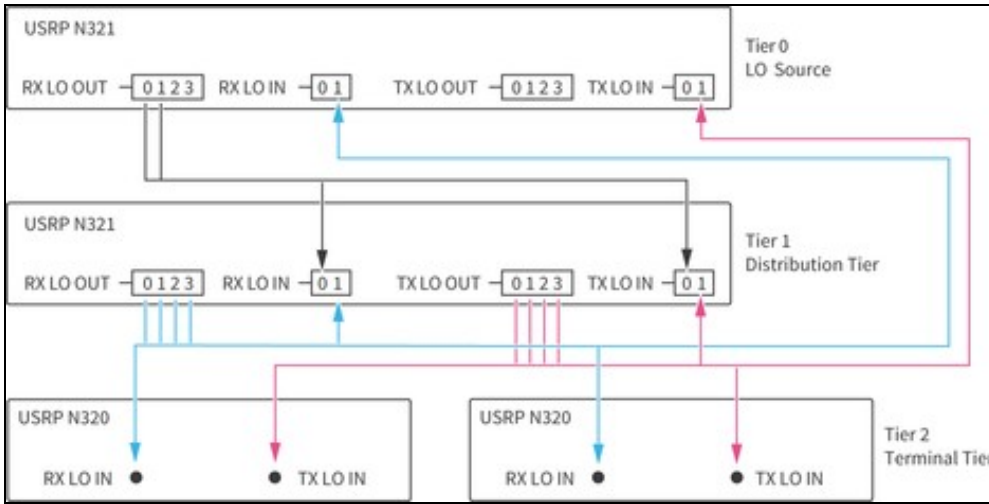 USRP N321
Tier 0
LO Source
RX LO OUT 0 1 2 3 RX LO IN 0 1 TX LO OUT 0 1 2 3 TX LO IN 0 1
USRP N321
Tier 1
Distribution Tier
RX LO OUT 0 1 2 3 RX LO IN 0 1 TX LO OUT 0 1 2 3 TX LO IN 0 1
USRP N320
USRP N320
Tier 2
Terminal Tier
RX LO IN TX LO IN RX LO IN TX LO IN